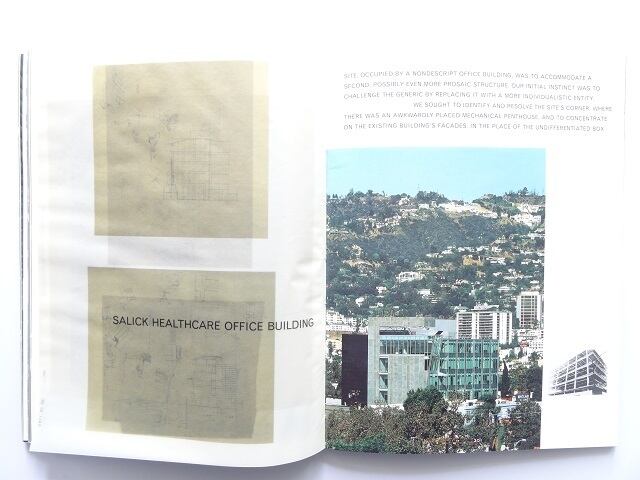 SALICK HEALTHCARE OFFICE BUILDING
SITE, OCCUPIED BY A NONDESCRIPT OFFICE BUILDING, WAS TO ACCOMMODATE A
SECOND, POSSIBLY EVEN MORE PROSAIC STRUCTURE. OUR INITIAL INSTINCT WAS TO
CHALLENGE THE GENERIC BY REPLACING IT WITH A MORE INDIVIDUALISTIC ENTITY.
WE SOUGHT TO IDENTIFY AND RESOLVE THE SITE'S CORNER, WHERE
THERE WAS AN AWKWARDLY PLACED MECHANICAL PENTHOUSE, AND TO CONCENTRATE
ON THE EXISTING BUILDING'S FACADES. IN THE PLACE OF THE UNDIFFERENTIATED BOX